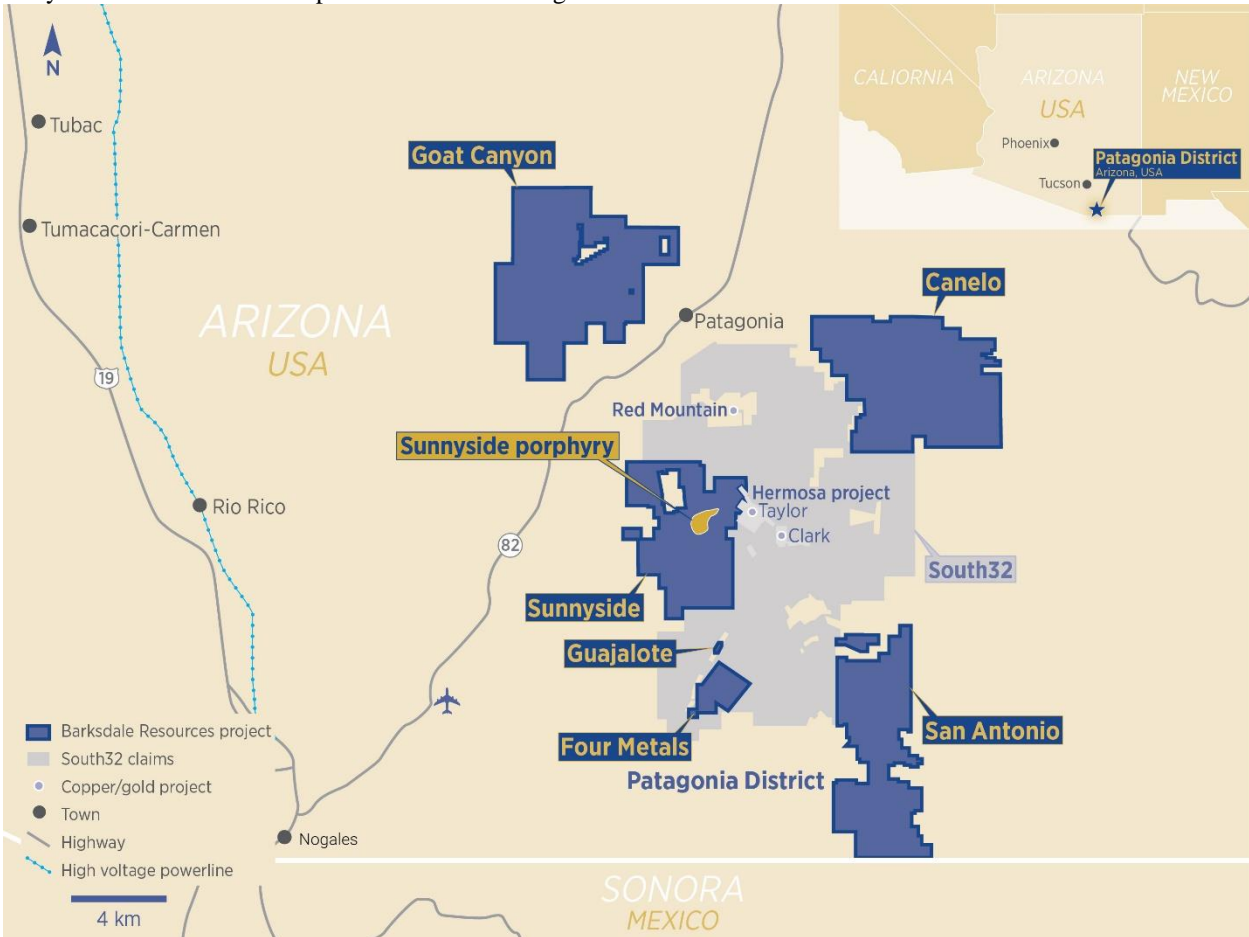 N
Tubac
Tumacacori-Carmen
ARIZONA
USA
19
Rio Rico
82
Nogales
Goat Canyon
Patagonia
Canelo
Red Mountain
Sunnyside porphyry
Hermosa project
Taylor
Clark
South32
Sunnyside
Guajalote
Four Metals
San Antonio
Patagonia District
SONORA
MEXICO
CALIORNIA
ARIZONA
USA
NEW
MEXICO
Phoenix
Tucson
Patagonia District
Arizona, USA
Barksdale Resources project
South32 claims
Copper/gold project
Town
Highway
High voltage powerline
4 km